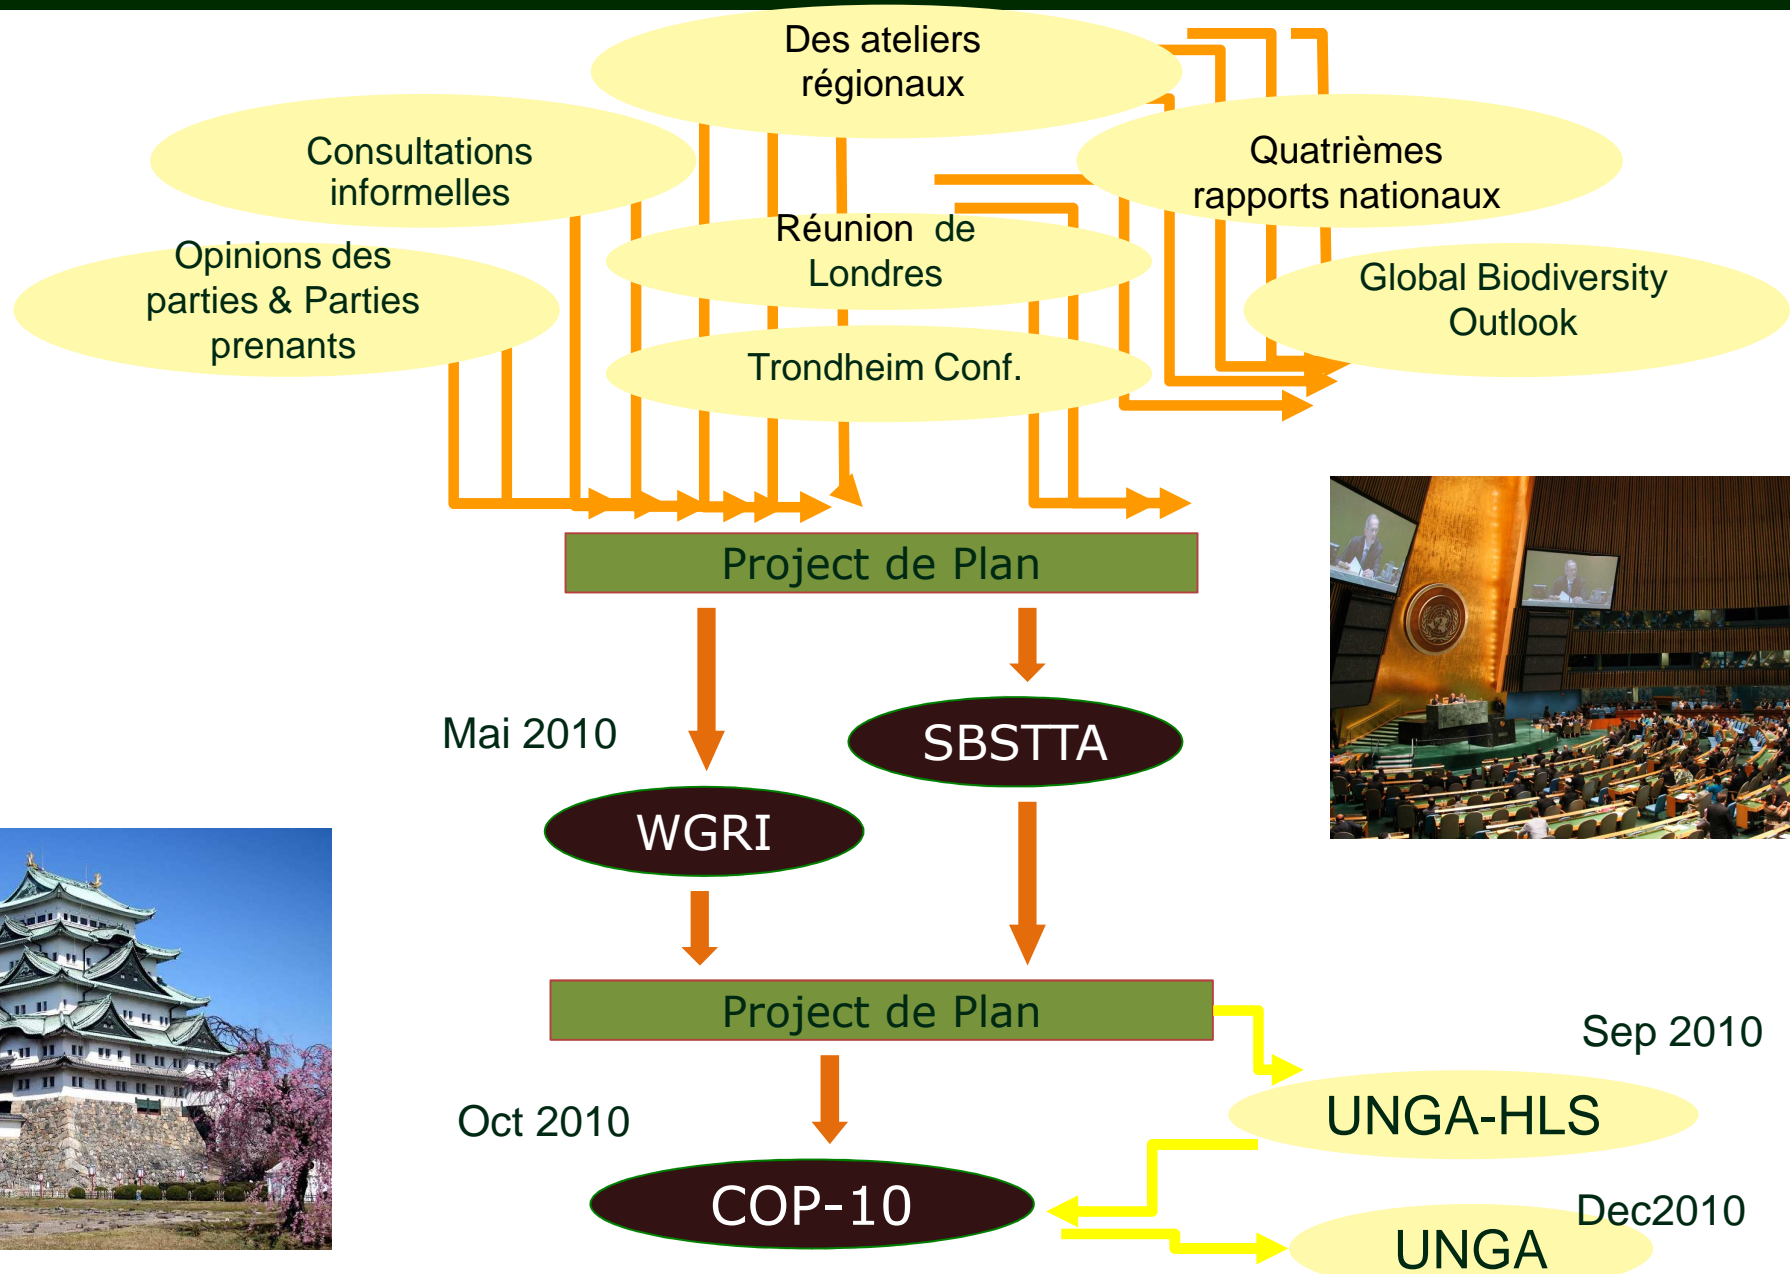 Des ateliers
régionaux
Consultations
informelles
Quatrièmes
rapports nationaux
Opinions des
parties & Parties
prenants
Réunion de
Londres
Global Biodiversity
Outlook
Trondheim Conf.
Project de Plan
Mai 2010
SBSTTA
WGRI
Project de Plan
Sep 2010
UNGA-HLS
Oct 2010
COP-10
Dec2010
UNGA